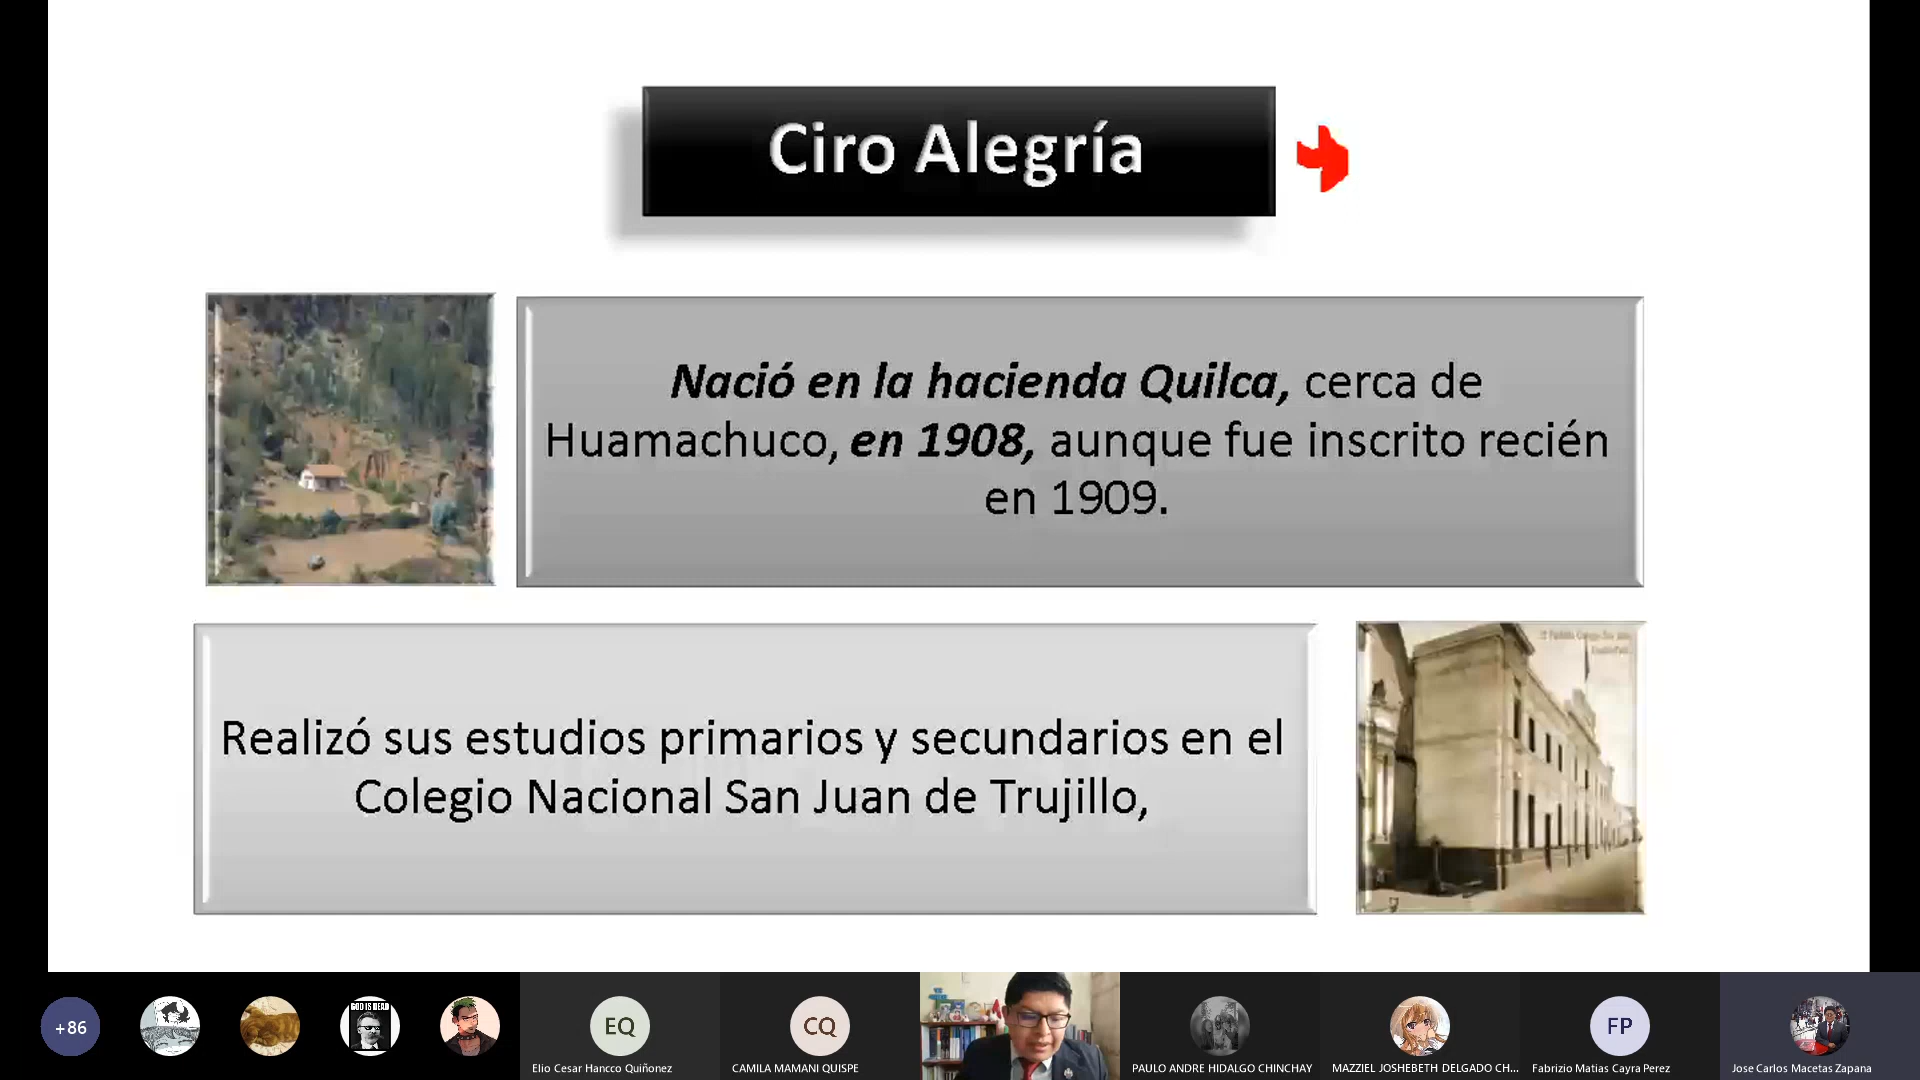 Ciro Alegría
Nació en la hacienda Quilca, cerca de
Huamachuco, en 1908, aunque fue inscrito recién
en 1909.
Realizó sus estudios primarios y secundarios en el
Colegio Nacional San Juan de Trujillo,
+86
GOD IS DEAD
EQ
Elio Cesar Hancco Quiñonez
CQ
CAMILA MAMANI QUISPE
PAULO ANDRE HIDALGO CHINCHAY
MAZZIEL JOSHEBETH DELGADO CH...
FP
Fabrizio Matias Cayra Perez
Jose Carlos Macetas Zapana